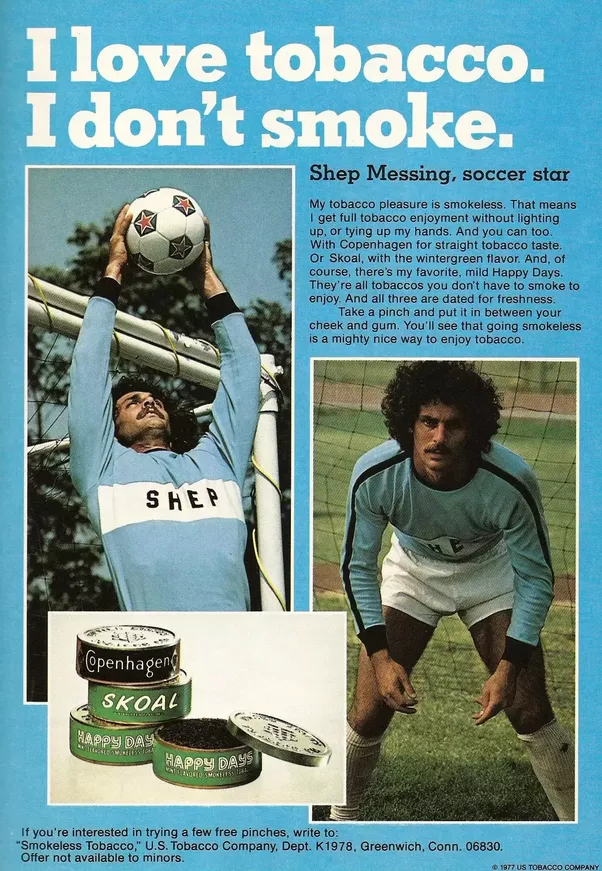 I love tobacco.
I don't smoke.
Shep Messing, soccer star
My tobacco pleasure is smokeless. That means
I get full tobacco enjoyment without lighting
up, or tying up my hands. And you can too.
With Copenhagen for straight tobacco taste.
Or Skoal, with the wintergreen flavor. And, of
course, there's my favorite, mild Happy Days.
They're all tobaccos you don't have to smoke to
enjoy. And all three are dated for freshness.
Take a pinch and put it in between your
cheek and gum. You'll see that going smokeless
is a mighty nice way to enjoy tobacco.
SHEP
HE
Copenhagen
SKOAL
HAPPY DAY
HAPPY DAYS
MINT FLAVORED SMOKELESS
If you're interested in trying a few free pinches, write to:
"Smokeless Tobacco," U.S. Tobacco Company, Dept. K1978, Greenwich, Conn. 06830.
Offer not available to minors.
© 1977 US TOBACCO COMPANY